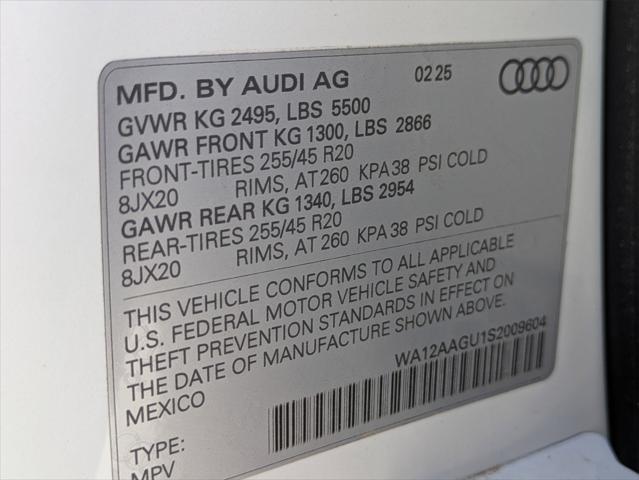 MFD. BY AUDI AG 02 25
GVWR KG 2495, LBS 5500
GAWR FRONT KG 1300, LBS 2866
FRONT-TIRES 255/45 R20
8JX20 RIMS, AT 260 KPA 38 PSI COLD
GAWR REAR KG 1340, LBS 2954
REAR-TIRES 255/45 R20
8JX20 RIMS, AT 260 KPA 38 PSI COLD
THIS VEHICLE CONFORMS TO ALL APPLICABLE
U.S. FEDERAL MOTOR VEHICLE SAFETY AND
THEFT PREVENTION STANDARDS IN EFFECT ON
THE DATE OF MANUFACTURE SHOWN ABOVE.
MEXICO WA12AAGU1S2009604
TYPE:
MPV